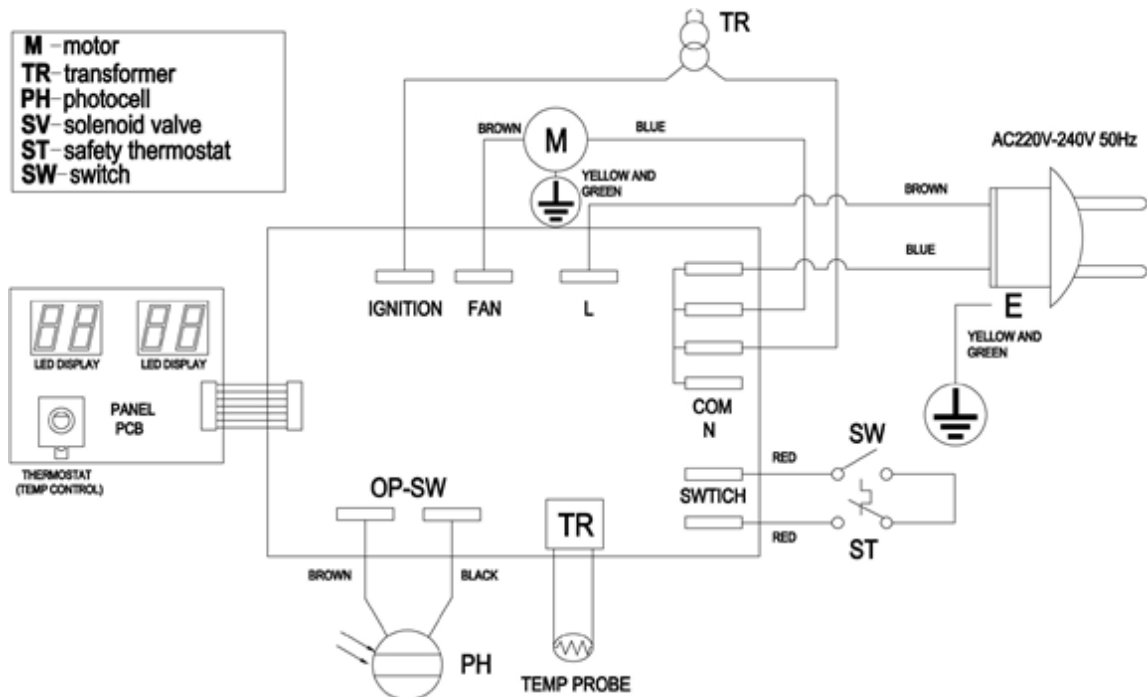 M-motor
TR-transformer
PH-photocell
SV-solenoid valve
ST-safety thermostat
SW-switch
TR
BROWN
M
BLUE
YELLOW AND
GREEN
AC220V-240V 50Hz
BROWN
BLUE
E
YELLOW AND
GREEN
IGNITION
FAN
L
88
88
LED DISPLAY
LED DISPLAY
PANEL
PCB
THERMOSTAT
(TEMP CONTROL)
COM
N
RED
SW
SWTICH
RED
ST
OP-SW
TR
BROWN
BLACK
PH
TEMP PROBE